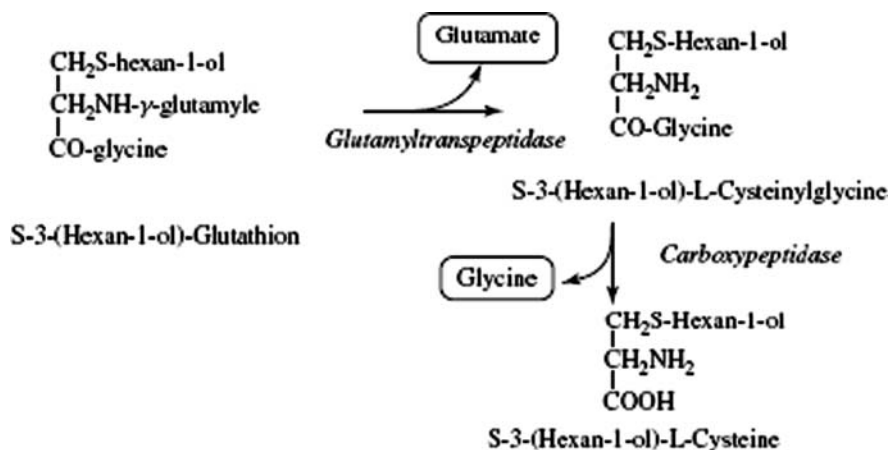 CH₂S-hexan-1-ol
CH₂NH-γ-glutamyle
CO-glycine
S-3-(Hexan-1-ol)-Glutathion
Glutamate
Glutamyltranspeptidase
CH₂S-Hexan-1-ol
CH₂NH₂
CO-Glycine
S-3-(Hexan-1-ol)-L-Cysteinylglycine
Glycine
Carboxypeptidase
CH₂S-Hexan-1-ol
CH₂NH₂
COOH
S-3-(Hexan-1-ol)-L-Cysteine